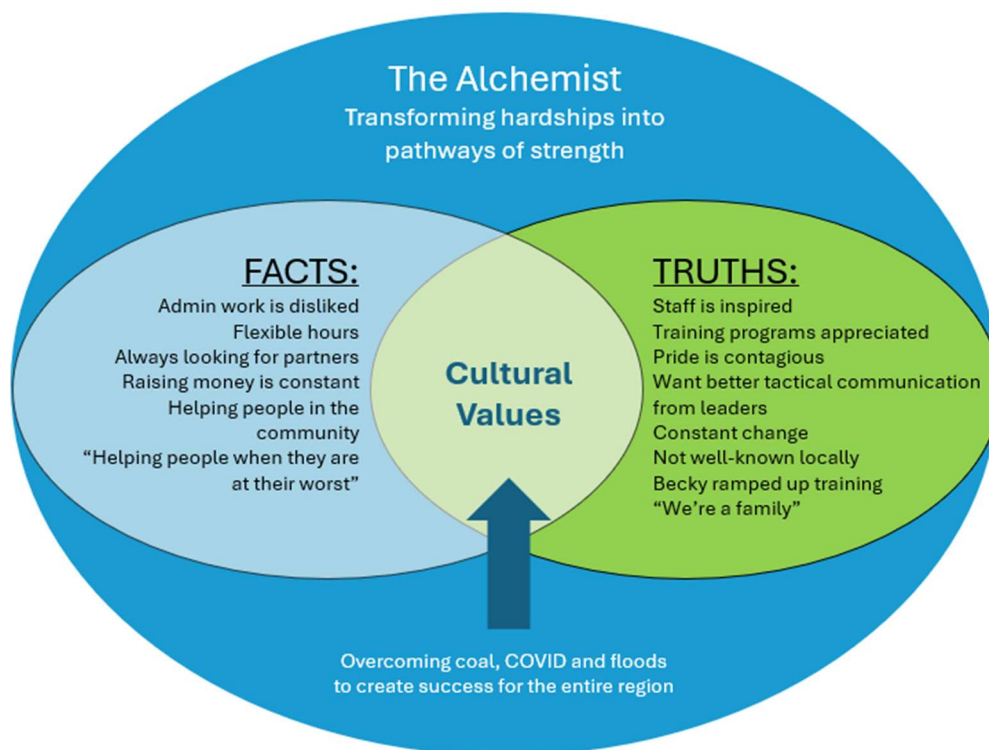 The Alchemist
Transforming hardships into
pathways of strength
FACTS:
Admin work is disliked
Flexible hours
Always looking for partners
Raising money is constant
Helping people in the
community
“Helping people when they are
at their worst”
Cultural
Values
TRUTHS:
Staff is inspired
Training programs appreciated
Pride is contagious
Want better tactical communication
from leaders
Constant change
Not well-known locally
Becky ramped up training
“We’re a family”
Overcoming coal, COVID and floods
to create success for the entire region